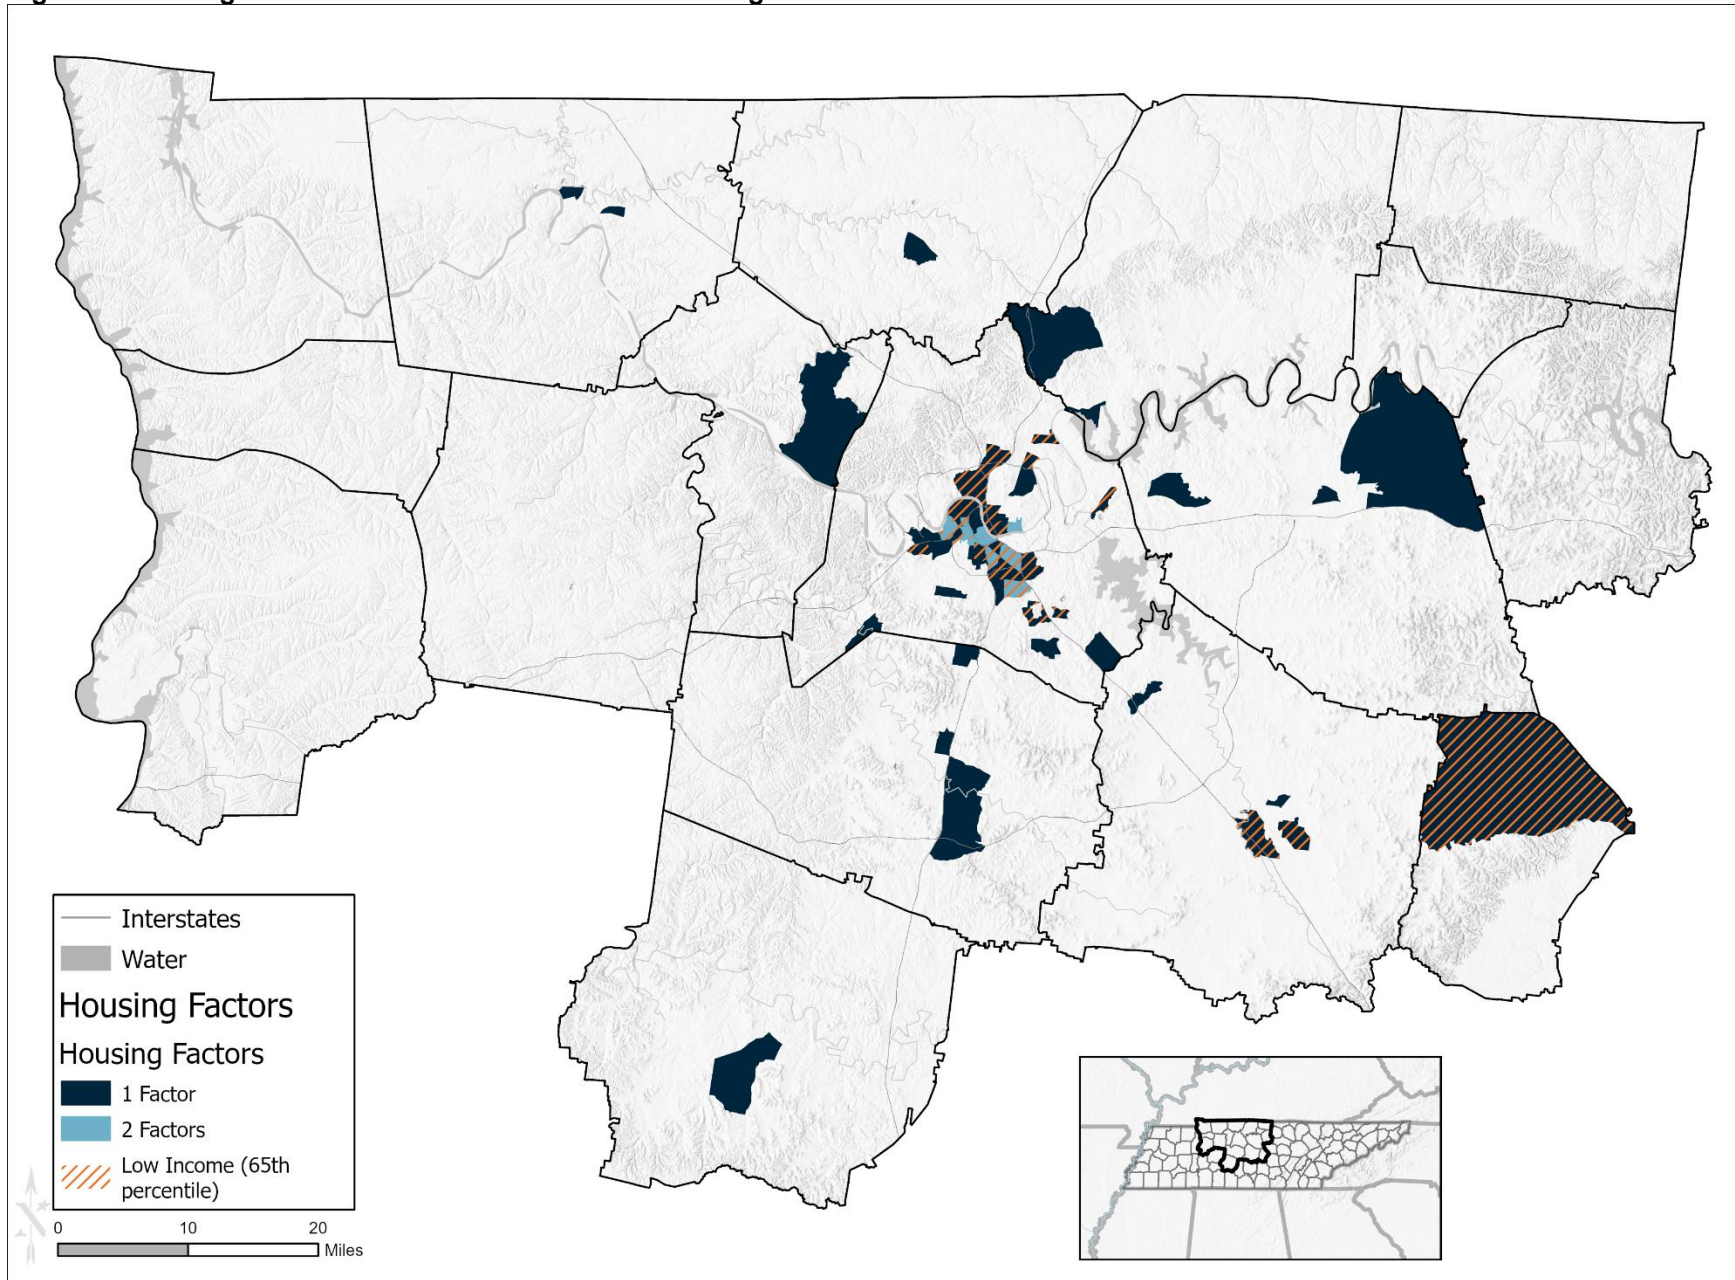 Interstates
Water
Housing Factors
Housing Factors
1 Factor
2 Factors
Low Income (65th
percentile)
0 10 20
Miles